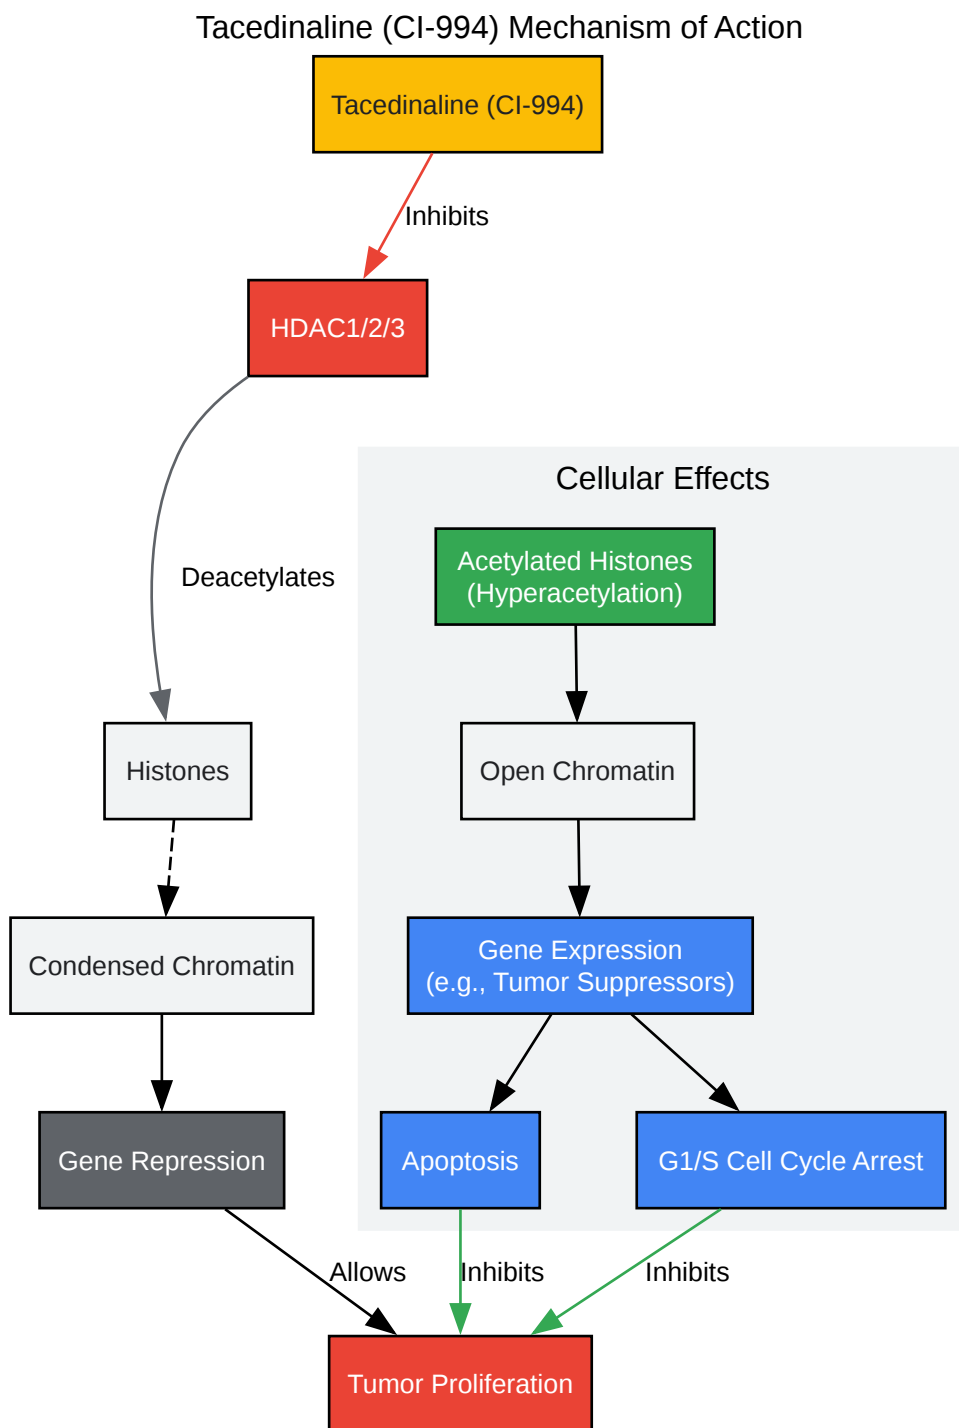 Tacedinaline (CI-994) Mechanism of Action
Tacedinaline (CI-994)
Inhibits
HDAC1/2/3
Cellular Effects
Acetylated Histones
(Hyperacetylation)
Deacetylates
Histones
Open Chromatin
Condensed Chromatin
Gene Expression
(e.g., Tumor Suppressors)
Gene Repression
Apoptosis
G1/S Cell Cycle Arrest
Allows
Inhibits
Inhibits
Tumor Proliferation